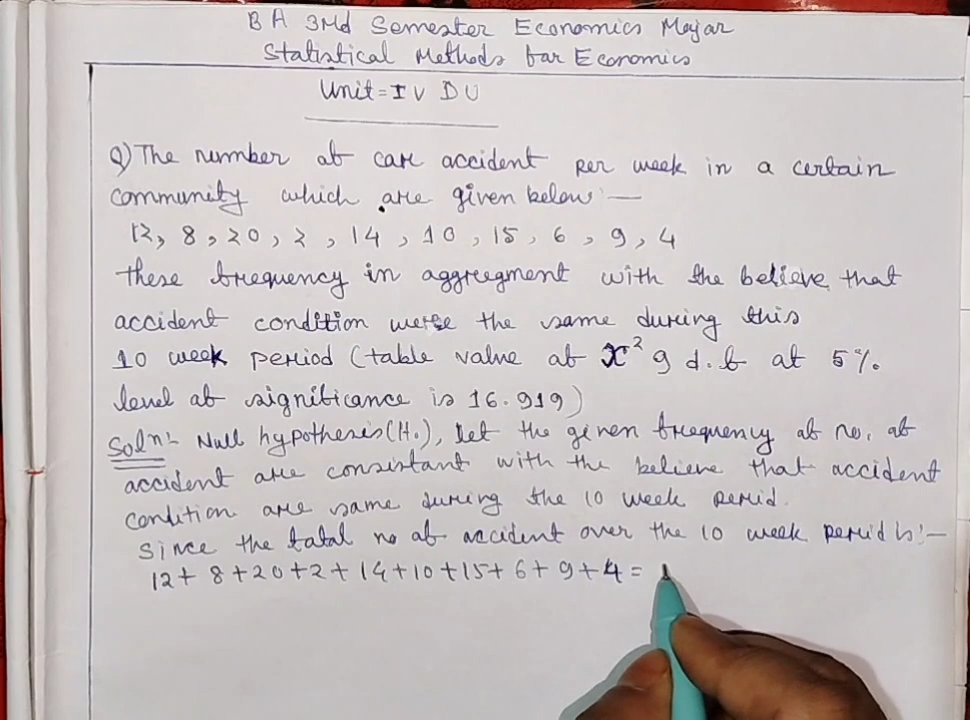 BA 3rd Semester Economics Major
Statistical Methods for Economics
Unit = IV DU
Q) The number of car accident per week in a certain
community which are given below:—
12, 8, 20, 2, 14, 10, 15, 6, 9, 4
these frequency in aggreegment with the believe that
accident condition were the same during this
10 week period (table value of x² 9 d.f at 5%
level of significance is 16.919)
Soln:- Null hypothesis (H₀), let the given frequency of no. of
accident are consistant with the believe that accident
condition are same during the 10 week period.
Since the total no of accident over the 10 week period is:—
12+8+20+2+14+10+15+6+9+4=